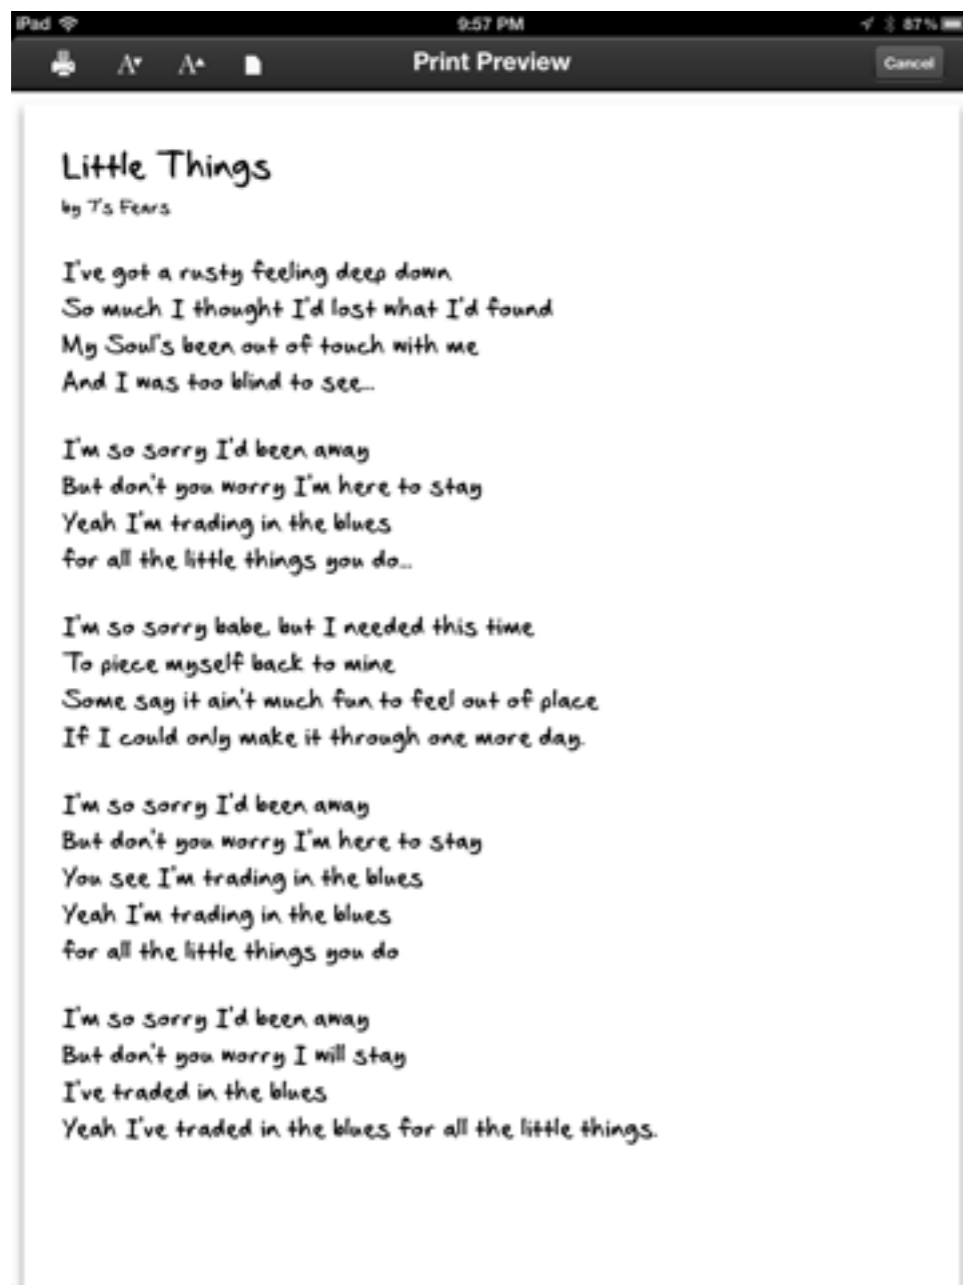 iPad 9:57 PM 87%
A A Print Preview Cancel
Little Things
by T's Fears
I've got a rusty feeling deep down
So much I thought I'd lost what I'd found
My Soul's been out of touch with me
And I was too blind to see...
I'm so sorry I'd been away
But don't you worry I'm here to stay
Yeah I'm trading in the blues
for all the little things you do...
I'm so sorry babe, but I needed this time
To piece myself back to mine
Some say it ain't much fun to feel out of place
If I could only make it through one more day.
I'm so sorry I'd been away
But don't you worry I'm here to stay
You see I'm trading in the blues
Yeah I'm trading in the blues
for all the little things you do
I'm so sorry I'd been away
But don't you worry I will stay
I've traded in the blues
Yeah I've traded in the blues for all the little things.